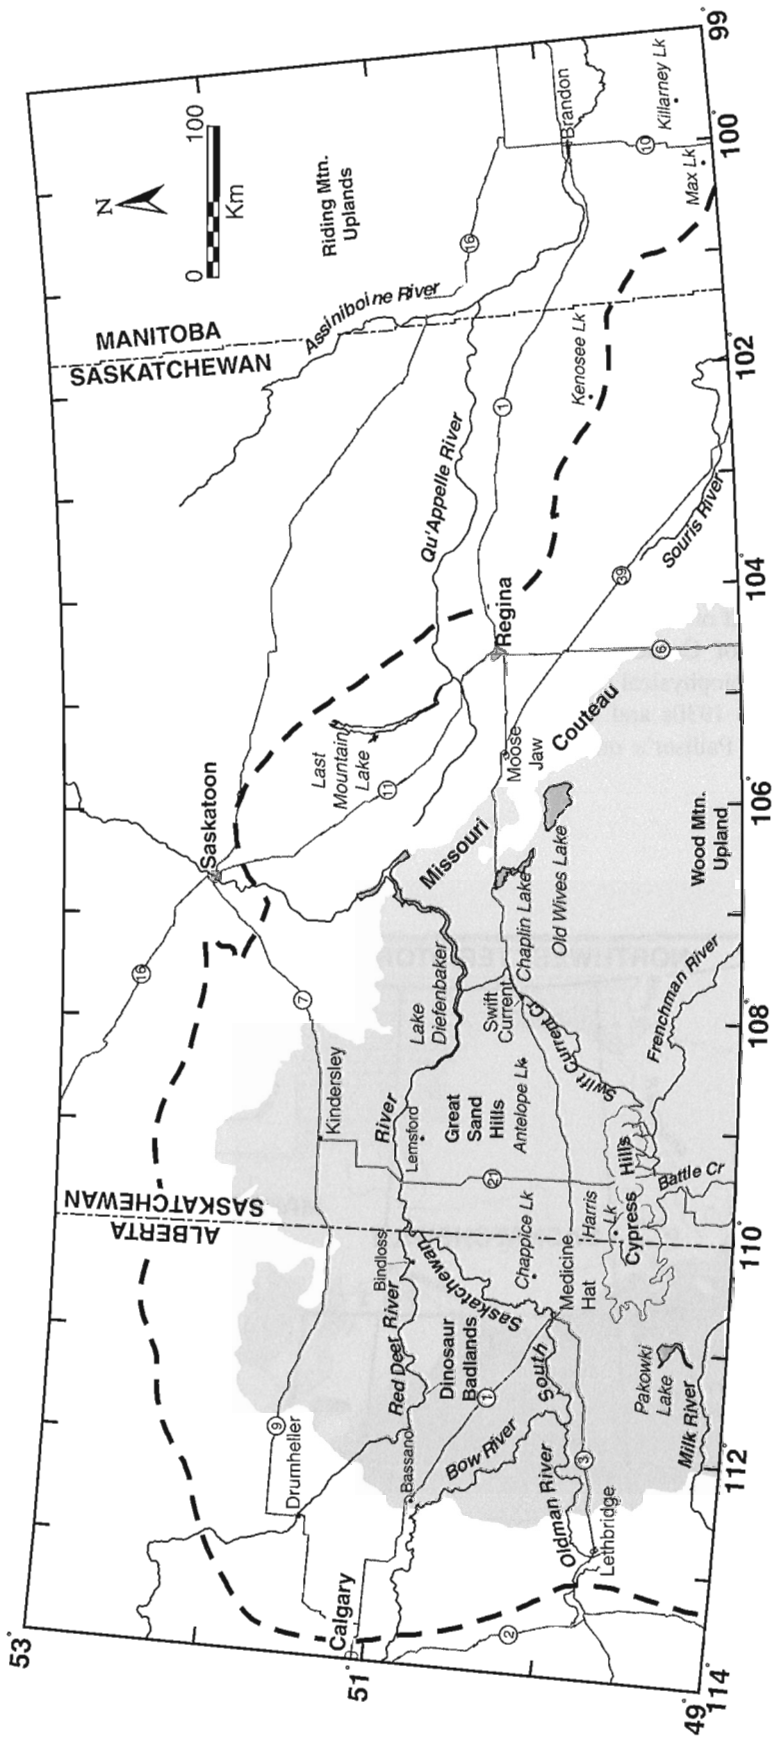 53°
51°
49°
114°
112
110
108
106
104
102
100°
99°
N
0
100
Km
MANITOBA
SASKATCHEWAN
SASKATCHEWAN
ALBERTA
Riding Mtn.
Uplands
Assiniboine River
16
Brandon
10
Killarney Lk
Max Lk
Kenosee Lk
1
Qu'Appelle River
Souris River
39
Regina
6
Last
Mountain
Lake
11
Moose
Jaw
Missouri
Couteau
Saskatoon
16
7
Old Wives Lake
Chaplin Lake
Wood Mtn.
Upland
Lake
Diefenbaker
Swift
Current
Swift Current Cr
Frenchman River
Kindersley
River
Lemsford
Great
Sand
Hills
Antelope Lk
21
Cypress
Hills
Battle Cr
Harris
Lk
Chappice Lk
Medicine
Hat
Bindloss
Red Deer River
Saskatchewan
South
Dinosaur
Badlands
1
Pakowki
Lake
Milk River
9
Drumheller
Bassano
Bow River
Oldman River
3
Lethbridge
Calgary
2